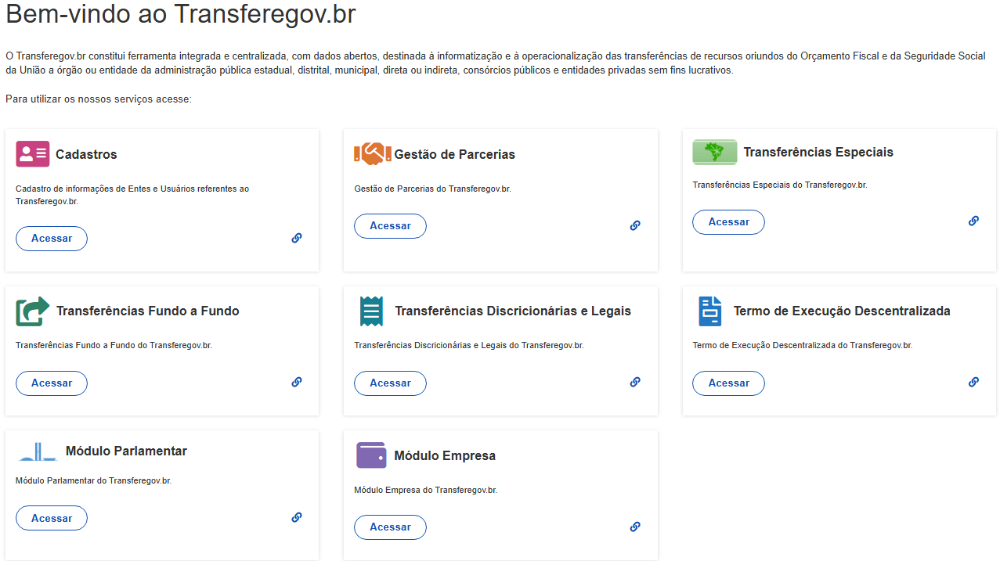 Bem-vindo ao Transferegov.br
O Transferegov.br constitui ferramenta integrada e centralizada, com dados abertos, destinada à informatização e à operacionalização das transferências de recursos oriundos do Orçamento Fiscal e da Seguridade Social
da União a órgão ou entidade da administração pública estadual, distrital, municipal, direta ou indireta, consórcios públicos e entidades privadas sem fins lucrativos.
Para utilizar os nossos serviços acesse:
Cadastros
Cadastro de informações de Entes e Usuários referentes ao
Transferegov.br.
Acessar
Gestão de Parcerias
Gestão de Parcerias do Transferegov.br.
Acessar
Transferências Especiais
Transferências Especiais do Transferegov.br.
Acessar
Transferências Fundo a Fundo
Transferências Fundo a Fundo do Transferegov.br.
Acessar
Transferências Discricionárias e Legais
Transferências Discricionárias e Legais do Transferegov.br.
Acessar
Termo de Execução Descentralizada
Termo de Execução Descentralizada do Transferegov.br.
Acessar
Módulo Parlamentar
Módulo Parlamentar do Transferegov.br.
Acessar
Módulo Empresa
Módulo Empresa do Transferegov.br.
Acessar